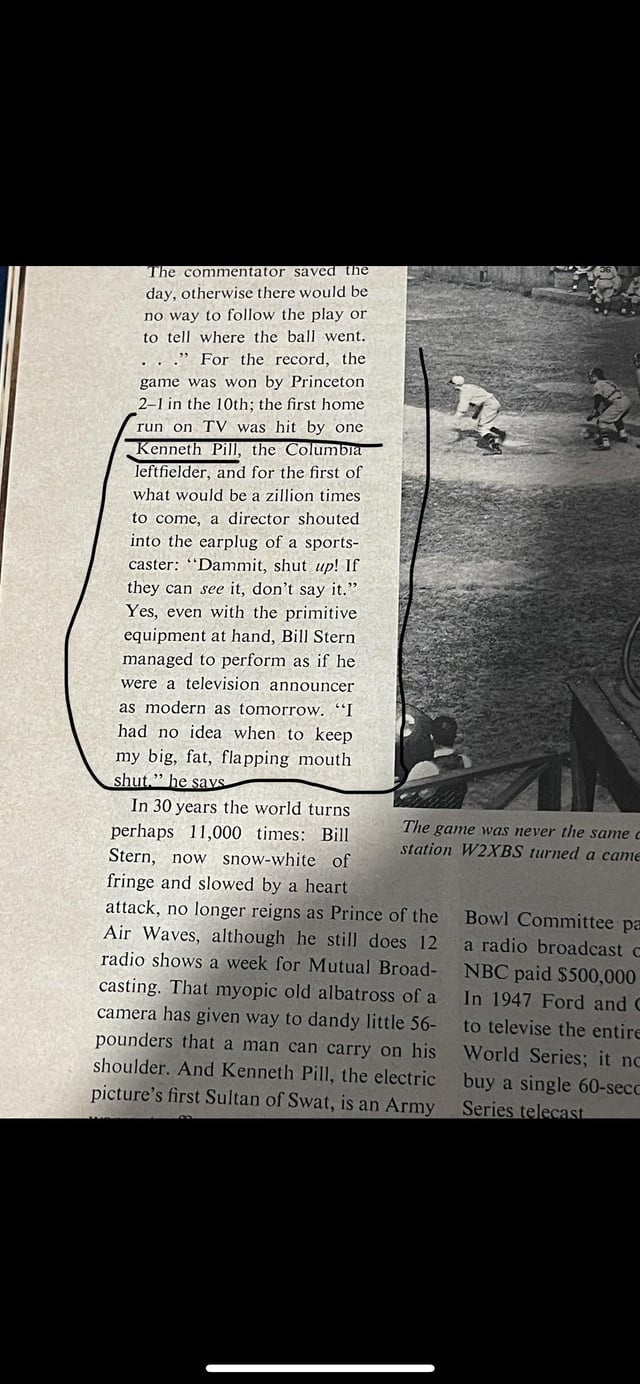 The commentator saved the
day, otherwise there would be
no way to follow the play or
to tell where the ball went.
. . .” For the record, the
game was won by Princeton
2–1 in the 10th; the first home
run on TV was hit by one
Kenneth Pill, the Columbia
leftfielder, and for the first of
what would be a zillion times
to come, a director shouted
into the earplug of a sports-
caster: “Dammit, shut up! If
they can see it, don’t say it.”
Yes, even with the primitive
equipment at hand, Bill Stern
managed to perform as if he
were a television announcer
as modern as tomorrow. “I
had no idea when to keep
my big, fat, flapping mouth
shut,” he says
In 30 years the world turns
perhaps 11,000 times: Bill
Stern, now snow-white of
fringe and slowed by a heart
attack, no longer reigns as Prince of the
Air Waves, although he still does 12
radio shows a week for Mutual Broad-
casting. That myopic old albatross of a
camera has given way to dandy little 56-
pounders that a man can carry on his
shoulder. And Kenneth Pill, the electric
picture’s first Sultan of Swat, is an Army
36
The game was never the same
station W2XBS turned a
Bowl Committee
a radio broadcast
NBC paid $500,000
In 1947 Ford and
to televise the entire
World Series; it
buy a single
Series telecast